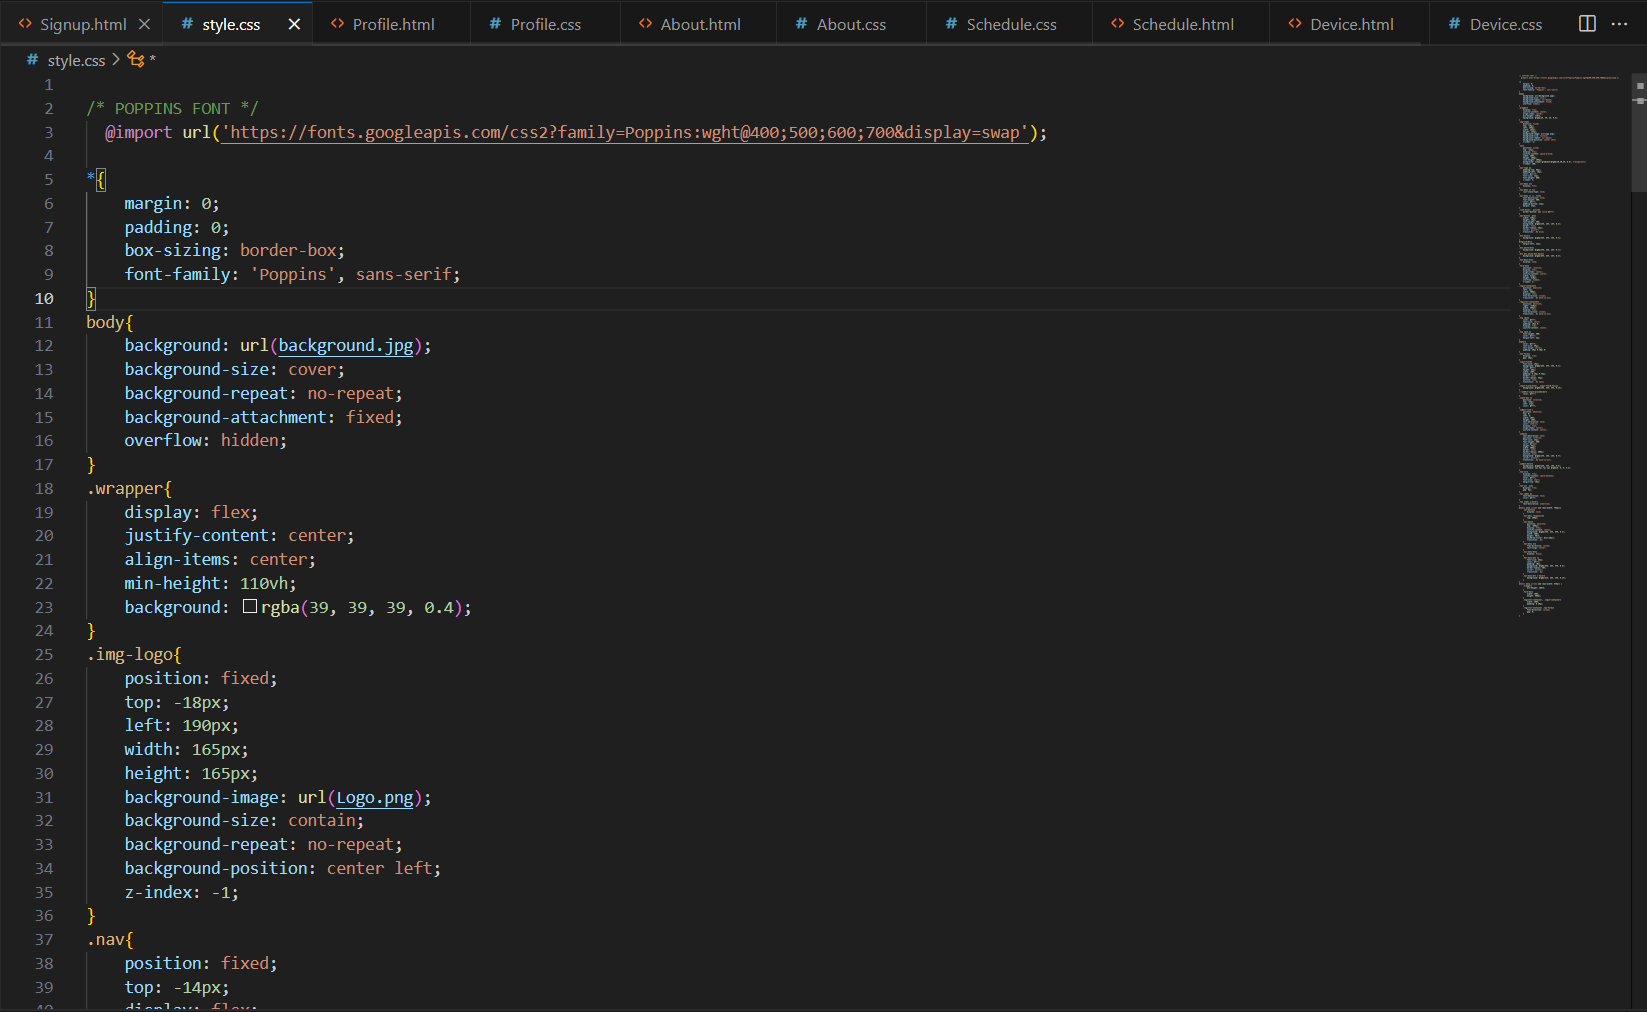 Signup.html
style.css
Profile.html
Profile.css
About.html
About.css
Schedule.css
Schedule.html
Device.html
Device.css
# style.css > *
1
2 /* POPPINS FONT */
3 @import url('https://fonts.googleapis.com/css2?family=Poppins:wght@400;500;600;700&display=swap');
4
5 *{
6 margin: 0;
7 padding: 0;
8 box-sizing: border-box;
9 font-family: 'Poppins', sans-serif;
10 }
11 body{
12 background: url(background.jpg);
13 background-size: cover;
14 background-repeat: no-repeat;
15 background-attachment: fixed;
16 overflow: hidden;
17 }
18 .wrapper{
19 display: flex;
20 justify-content: center;
21 align-items: center;
22 min-height: 110vh;
23 background: rgba(39, 39, 39, 0.4);
24 }
25 .img-logo{
26 position: fixed;
27 top: -18px;
28 left: 190px;
29 width: 165px;
30 height: 165px;
31 background-image: url(Logo.png);
32 background-size: contain;
33 background-repeat: no-repeat;
34 background-position: center left;
35 z-index: -1;
36 }
37 .nav{
38 position: fixed;
39 top: -14px;
40 display: flex;